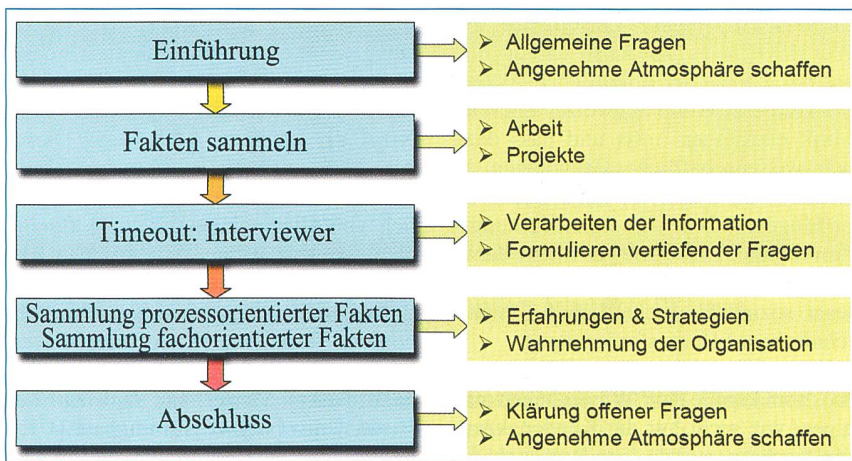 Einführung
➢ Allgemeine Fragen
➢ Angenehme Atmosphäre schaffen
Fakten sammeln
➢ Arbeit
➢ Projekte
Timeout: Interviewer
➢ Verarbeiten der Information
➢ Formulieren vertiefender Fragen
Sammlung prozessorientierter Fakten
Sammlung fachorientierter Fakten
➢ Erfahrungen & Strategien
➢ Wahrnehmung der Organisation
Abschluss
➢ Klärung offener Fragen
➢ Angenehme Atmosphäre schaffen